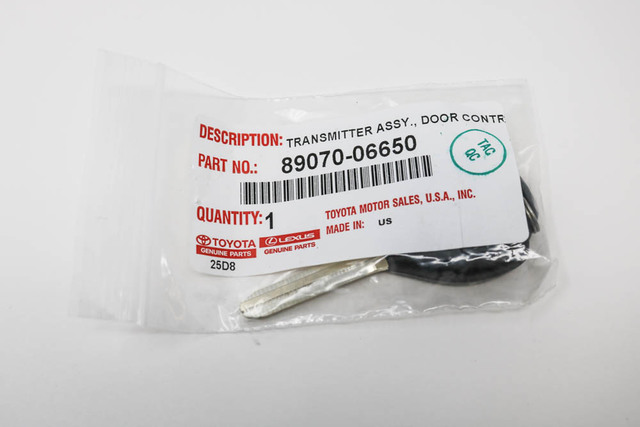 DESCRIPTION: TRANSMITTER ASSY., DOOR CONTR
PART NO.: 89070-06650
TAC
QC
QUANTITY: 1
TOYOTA MOTOR SALES, U.S.A., INC.
MADE IN: US
TOYOTA
GENUINE PARTS
LEXUS
GENUINE PARTS
25D8